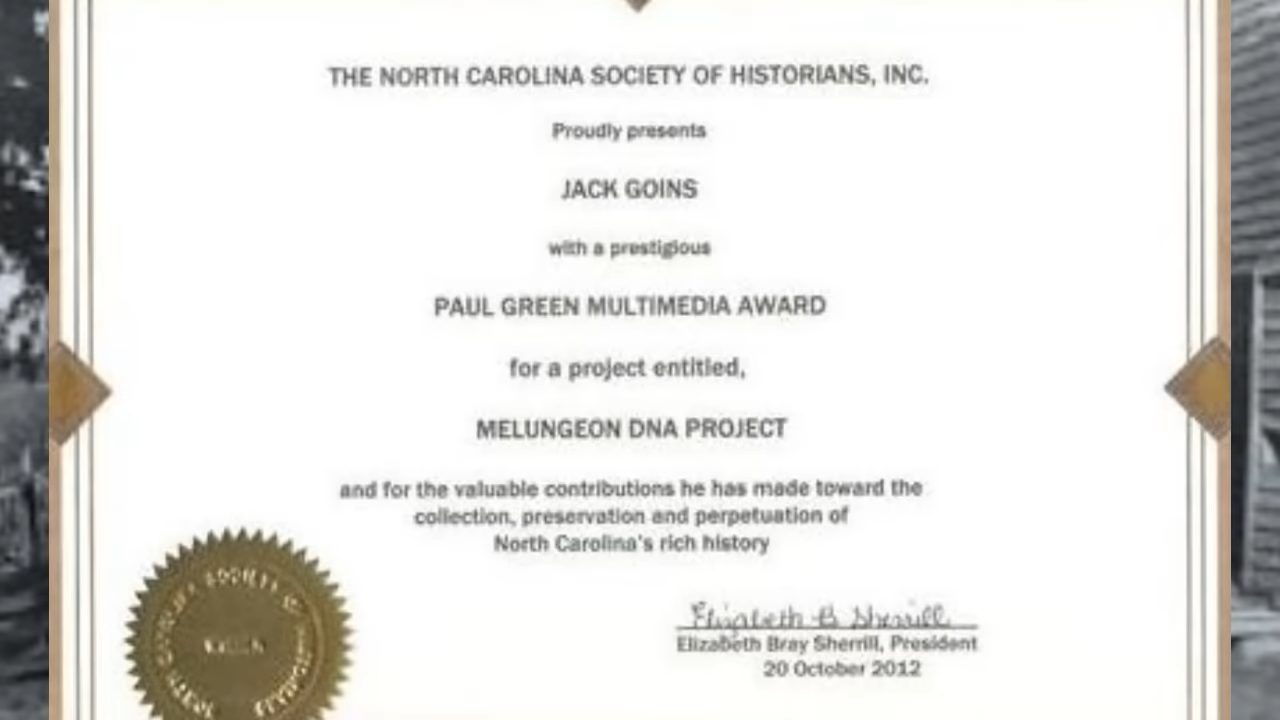 THE NORTH CAROLINA SOCIETY OF HISTORIANS, INC.
Proudly presents
JACK GOINS
with a prestigious
PAUL GREEN MULTIMEDIA AWARD
for a project entitled,
MELUNGEON DNA PROJECT
and for the valuable contributions he has made toward the
collection, preservation and perpetuation of
North Carolina's rich history
Elizabeth B Sherrill
Elizabeth Bray Sherrill, President
20 October 2012